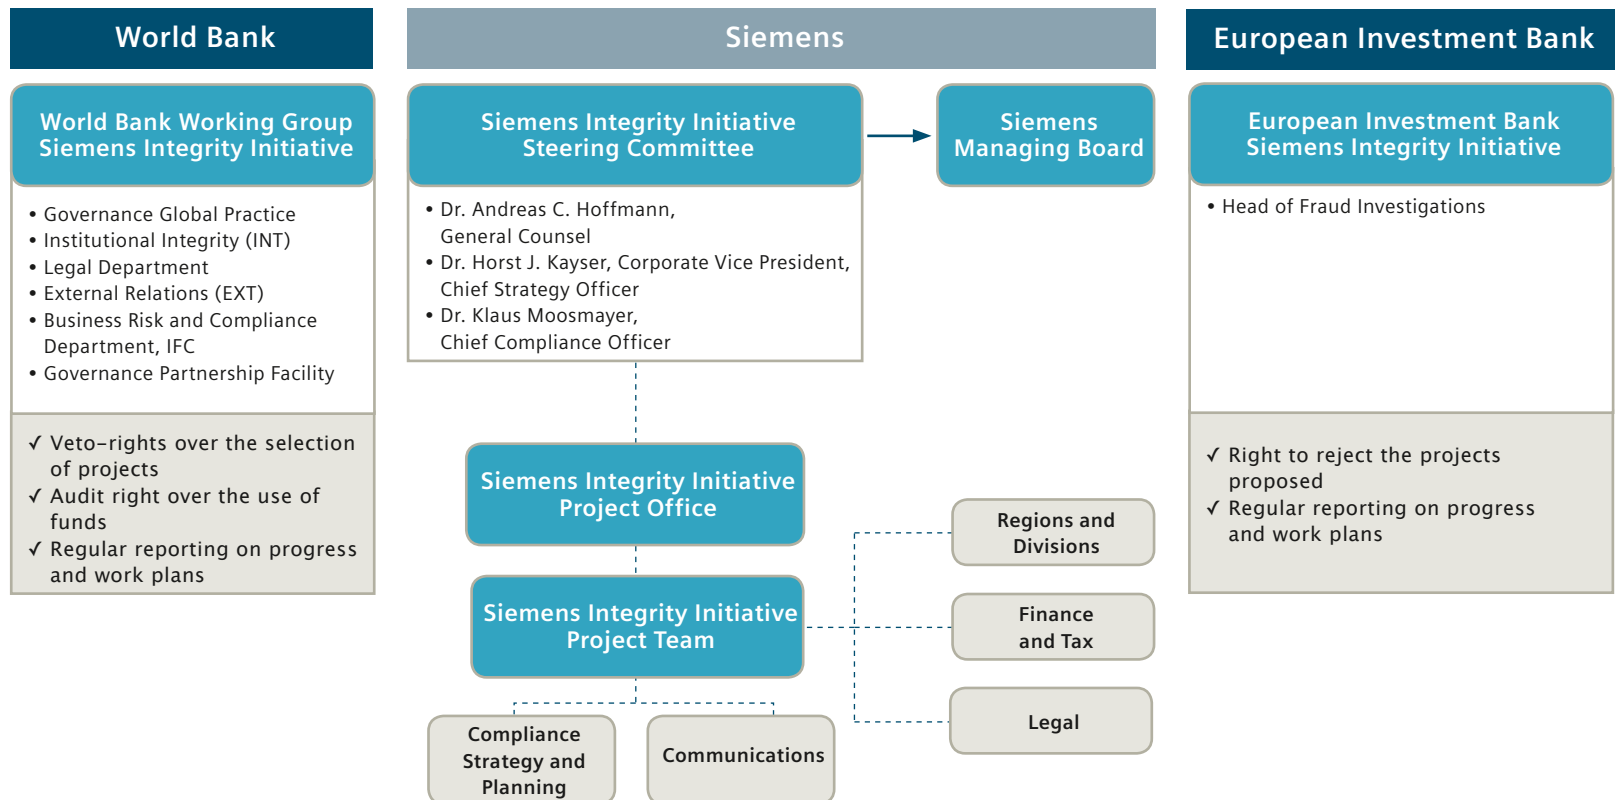 World Bank
World Bank Working Group
Siemens Integrity Initiative
• Governance Global Practice
• Institutional Integrity (INT)
• Legal Department
• External Relations (EXT)
• Business Risk and Compliance
Department, IFC
• Governance Partnership Facility
✓ Veto-rights over the selection
of projects
✓ Audit right over the use of
funds
✓ Regular reporting on progress
and work plans
Siemens
Siemens Integrity Initiative
Steering Committee
• Dr. Andreas C. Hoffmann,
General Counsel
• Dr. Horst J. Kayser, Corporate Vice President,
Chief Strategy Officer
• Dr. Klaus Moosmayer,
Chief Compliance Officer
Siemens
Managing Board
Siemens Integrity Initiative
Project Office
Siemens Integrity Initiative
Project Team
Regions and
Divisions
Finance
and Tax
Legal
Compliance
Strategy and
Planning
Communications
European Investment Bank
European Investment Bank
Siemens Integrity Initiative
• Head of Fraud Investigations
✓ Right to reject the projects
proposed
✓ Regular reporting on progress
and work plans